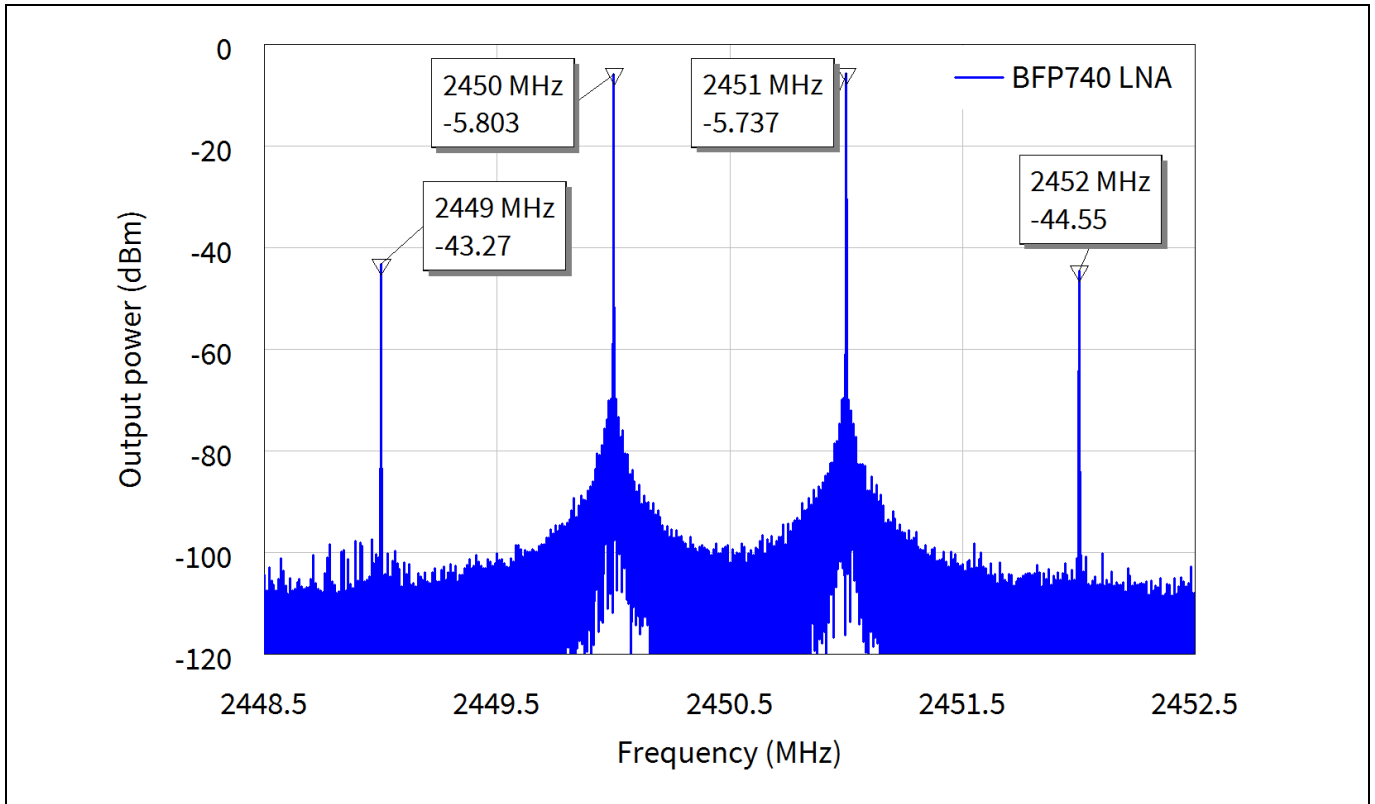 0
-20
-40
-60
-80
-100
-120
Output power (dBm)
2450 MHz
-5.803
2451 MHz
-5.737
BFP740 LNA
2449 MHz
-43.27
2452 MHz
-44.55
2448.5
2449.5
2450.5
2451.5
2452.5
Frequency (MHz)